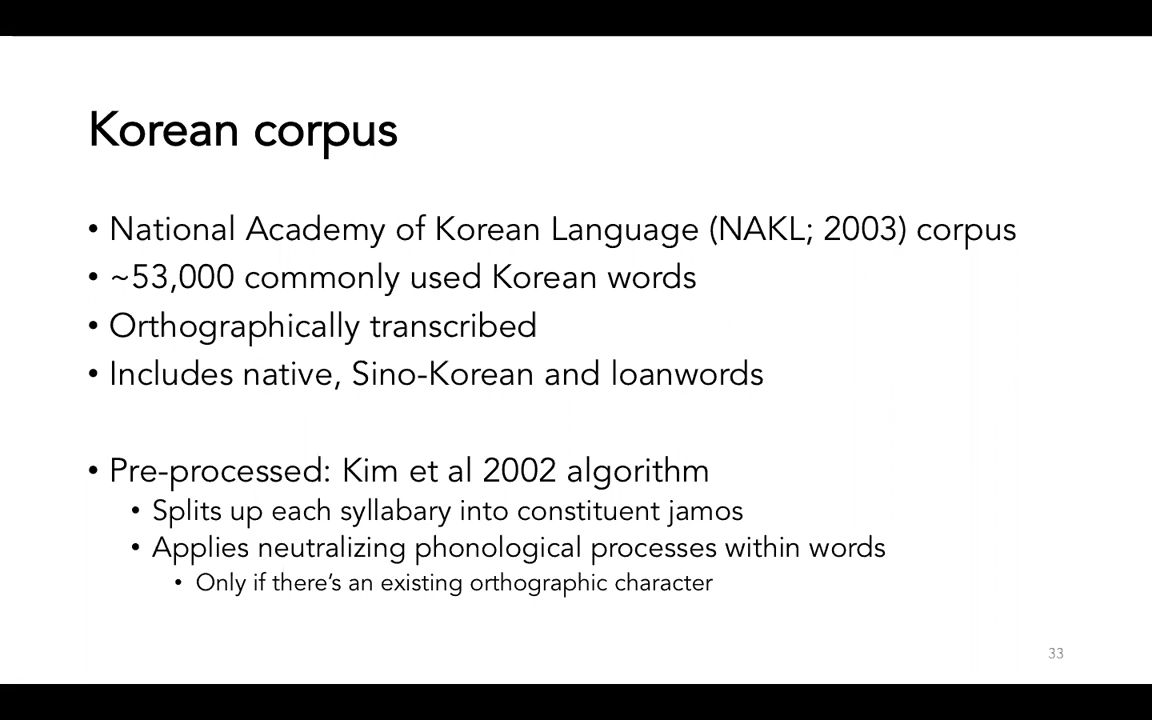 Korean corpus
• National Academy of Korean Language (NAKL; 2003) corpus
• ~53,000 commonly used Korean words
• Orthographically transcribed
• Includes native, Sino-Korean and loanwords
• Pre-processed: Kim et al 2002 algorithm
• Splits up each syllabary into constituent jamos
• Applies neutralizing phonological processes within words
• Only if there's an existing orthographic character
33